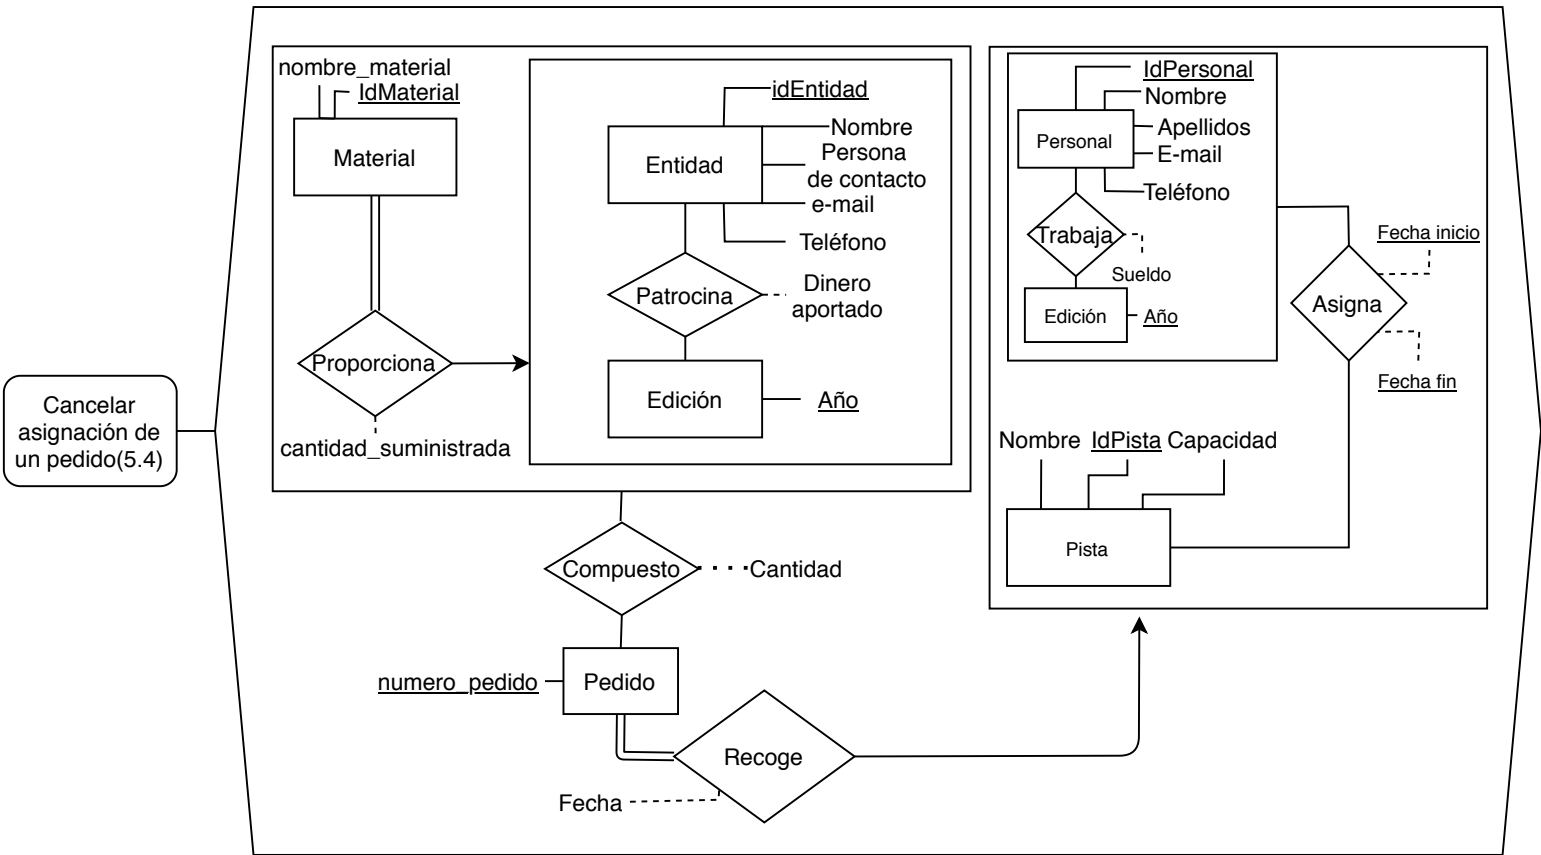 Cancelar
asignación de
un pedido(5.4)
nombre_material
IdMaterial
Material
Proporciona
cantidad_suministrada
idEntidad
Nombre
Persona
de contacto
e-mail
Teléfono
Entidad
Patrocina
Dinero
aportado
Edición
Año
IdPersonal
Nombre
Apellidos
E-mail
Teléfono
Personal
Trabaja
Sueldo
Edición
Año
Fecha inicio
Asigna
Fecha fin
Nombre IdPista Capacidad
Pista
Compuesto
Cantidad
numero_pedido
Pedido
Recoge
Fecha